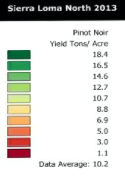 Sierra Loma North 2013
Pinot Noir
Yield Tons/ Acre
18.4
16.5
14.6
12.7
10.7
8.8
6.9
5.0
3.0
1.1
Data Average: 10.2